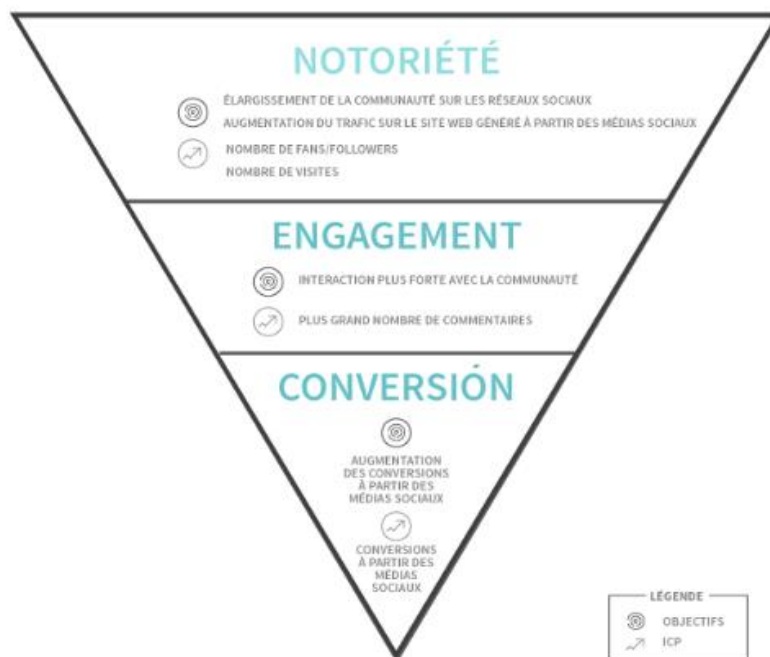 NOTORIÉTÉ
ÉLARGISSEMENT DE LA COMMUNAUTÉ SUR LES RÉSEAUX SOCIAUX
AUGMENTATION DU TRAFIC SUR LE SITE WEB GÉNÉRÉ À PARTIR DES MÉDIAS SOCIAUX
NOMBRE DE FANS/FOLLOWERS
NOMBRE DE VISITES
ENGAGEMENT
INTERACTION PLUS FORTE AVEC LA COMMUNAUTÉ
PLUS GRAND NOMBRE DE COMMENTAIRES
CONVERSIÓN
AUGMENTATION
DES CONVERSIONS
À PARTIR DES
MÉDIAS SOCIAUX
CONVERSIONS
À PARTIR DES
MÉDIAS
SOCIAUX
LÉGENDE
OBJECTIFS
ICP